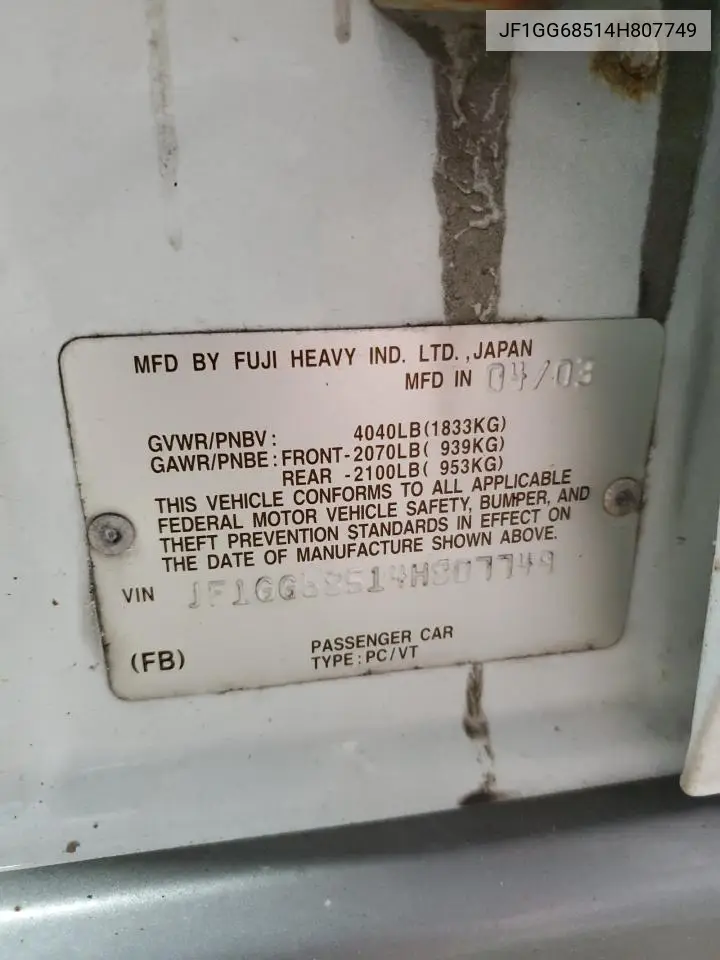 JF1GG68514H807749
MFD BY FUJI HEAVY IND. LTD.,JAPAN
MFD IN 04/03
GVWR/PNBV: 4040LB(1833KG)
GAWR/PNBE:FRONT-2070LB( 939KG)
REAR -2100LB( 953KG)
THIS VEHICLE CONFORMS TO ALL APPLICABLE
FEDERAL MOTOR VEHICLE SAFETY, BUMPER, AND
THEFT PREVENTION STANDARDS IN EFFECT ON
THE DATE OF MANUFACTURE SHOWN ABOVE.
VIN JF1GG68514H807749
(FB)
PASSENGER CAR
TYPE:PC/VT